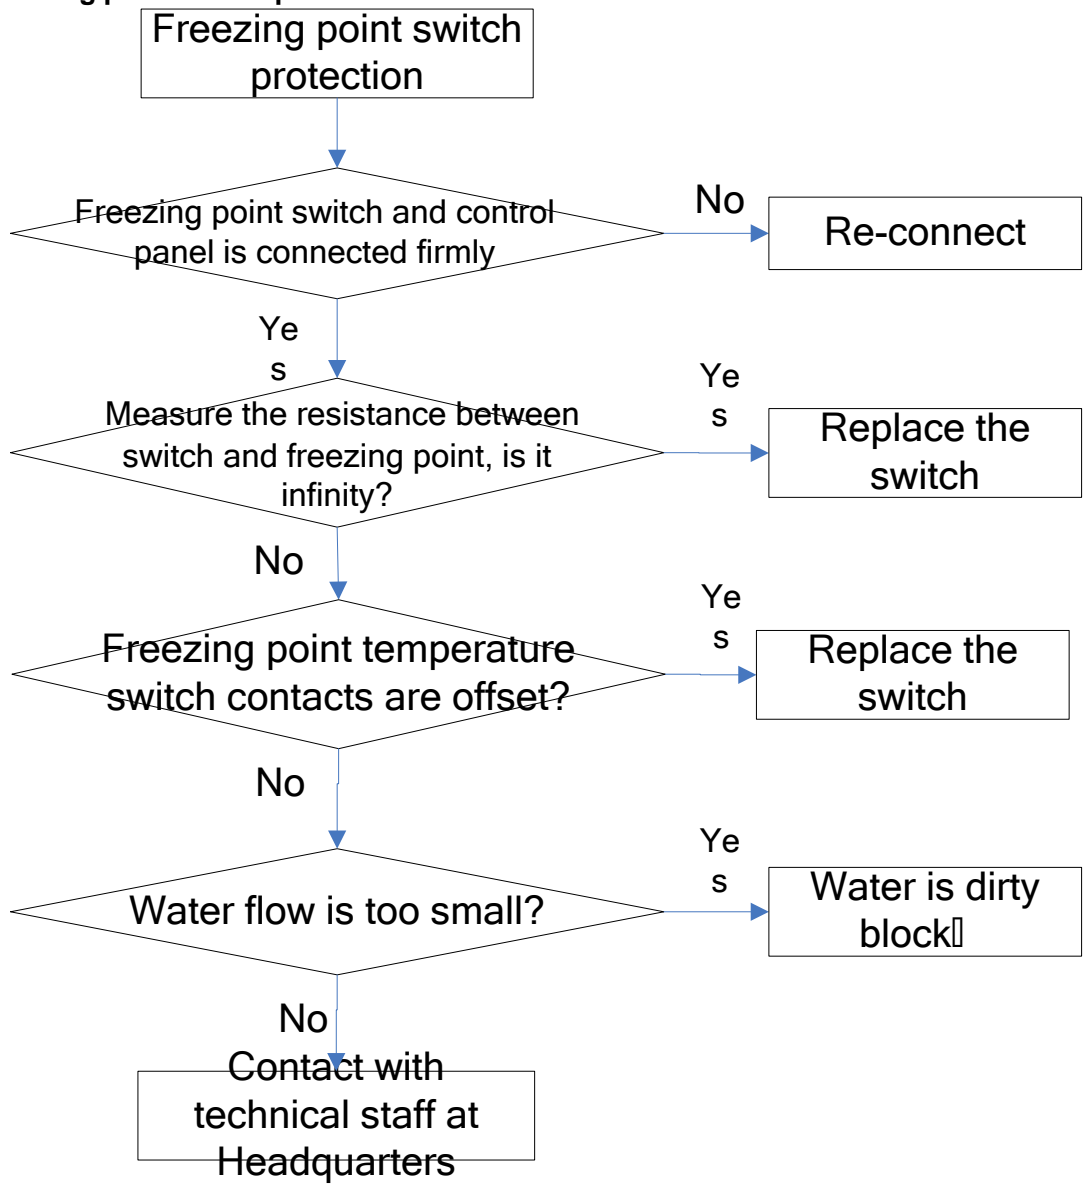 Freezing point switch
protection
Freezing point switch and control
panel is connected firmly
No
Re-connect
Ye
s
Measure the resistance between
switch and freezing point, is it
infinity?
Ye
s
Replace the
switch
No
Freezing point temperature
switch contacts are offset?
Ye
s
Replace the
switch
No
Water flow is too small?
Ye
s
Water is dirty
block
No
Contact with
technical staff at
Headquarters